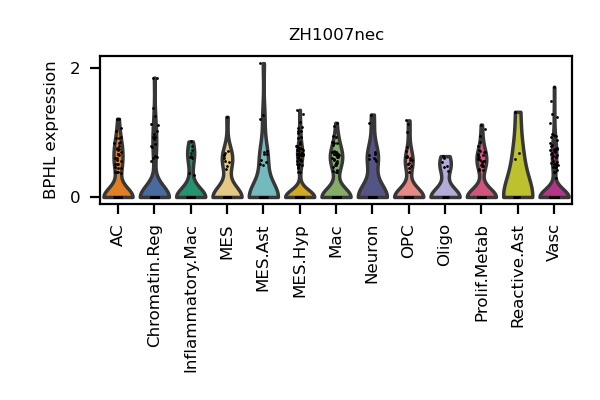 ZH1007nec
BPHL expression
2
0
AC
Chromatin.Reg
Inflammatory.Mac
MES
MES.Ast
MES.Hyp
Mac
Neuron
OPC
Oligo
Prolif.Metab
Reactive.Ast
Vasc